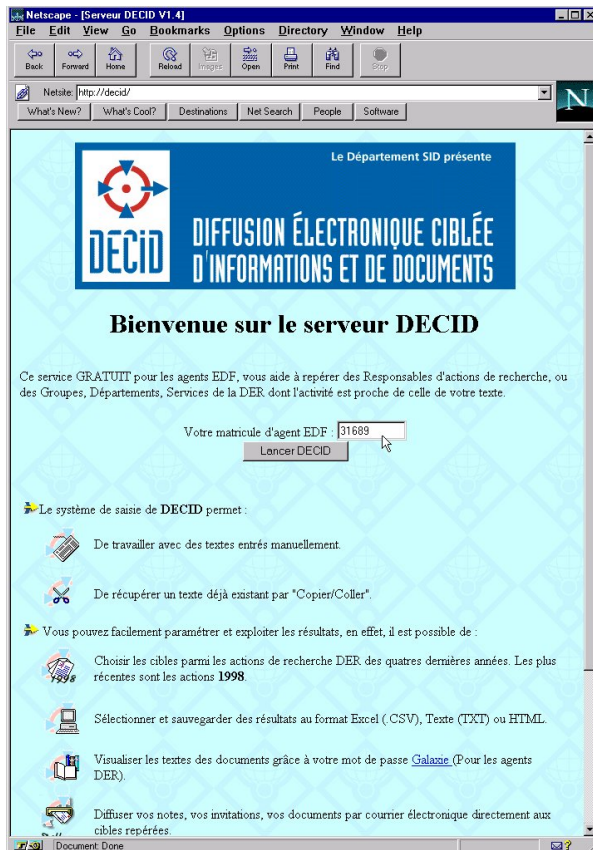 Netscape - [Serveur DECID V1.4]
File Edit View Go Bookmarks Options Directory Window Help
Back Forward Home Reload Images Open Print Find Stop
Netsite: http://decid/
N
What's New? What's Cool? Destinations Net Search People Software
Le Département SID présente
DECiD
DIFFUSION ÉLECTRONIQUE CIBLÉE
D'INFORMATIONS ET DE DOCUMENTS
Bienvenue sur le serveur DECID
Ce service GRATUIT pour les agents EDF, vous aide à repérer des Responsables d'actions de recherche, ou
des Groupes, Départements, Services de la DER dont l'activité est proche de celle de votre texte.
Votre matricule d'agent EDF : 31689
Lancer DECID
Le système de saisie de DECID permet :
De travailler avec des textes entrés manuellement.
De récupérer un texte déjà existant par "Copier/Coller".
Vous pouvez facilement paramétrer et exploiter les résultats, en effet, il est possible de :
1998
Choisir les cibles parmi les actions de recherche DER des quatres dernières années. Les plus
récentes sont les actions 1998.
Sélectionner et sauvegarder des résultats au format Excel (.CSV), Texte (TXT) ou HTML.
Visualiser les textes des documents grâce à votre mot de passe Galaxie (Pour les agents
DER).
Diffuser vos notes, vos invitations, vos documents par courrier électronique directement aux
cibles repérées.
Document: Done